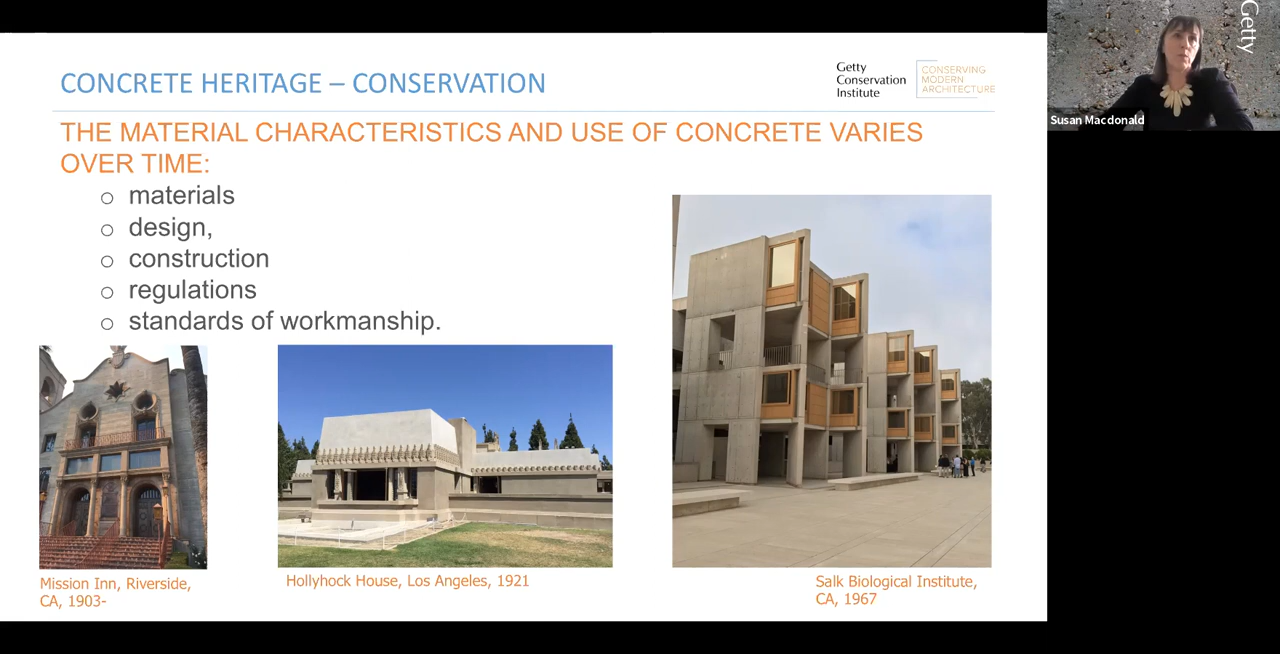 CONCRETE HERITAGE – CONSERVATION
Getty
Conservation
Institute
CONSERVING
MODERN
ARCHITECTURE
THE MATERIAL CHARACTERISTICS AND USE OF CONCRETE VARIES
OVER TIME:
o materials
o design,
o construction
o regulations
o standards of workmanship.
Mission Inn, Riverside,
CA, 1903-
Hollyhock House, Los Angeles, 1921
Salk Biological Institute,
CA, 1967
Getty
Susan Macdonald